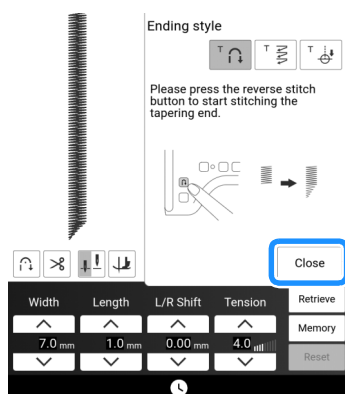 Ending style
T T T
Please press the reverse stitch
button to start stitching the
tapering end.
Close
Width Length L/R Shift Tension Retrieve
Memory
7.0 mm 1.0 mm 0.00 mm 4.0
Reset